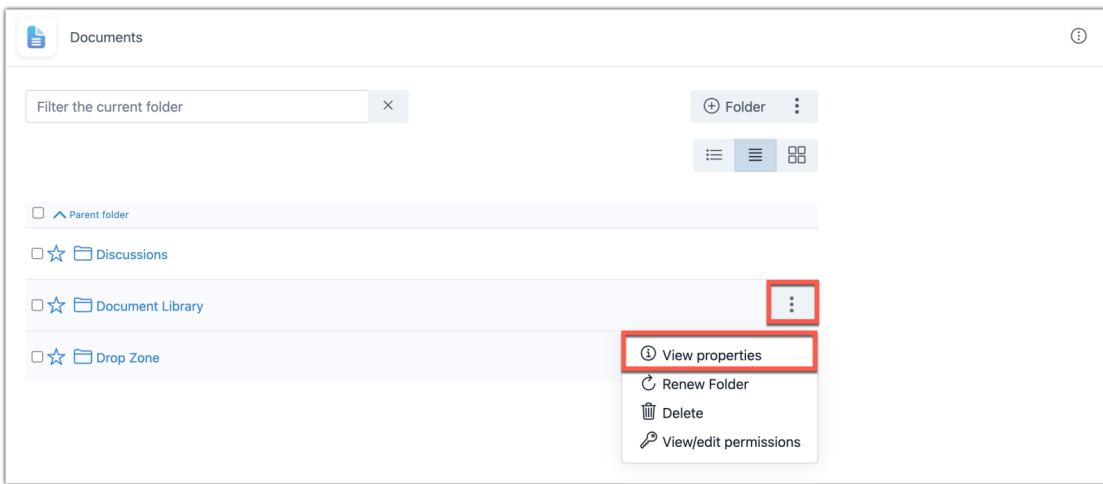 Documents
Filter the current folder
Folder
Parent folder
Discussions
Document Library
Drop Zone
View properties
Renew Folder
Delete
View/edit permissions